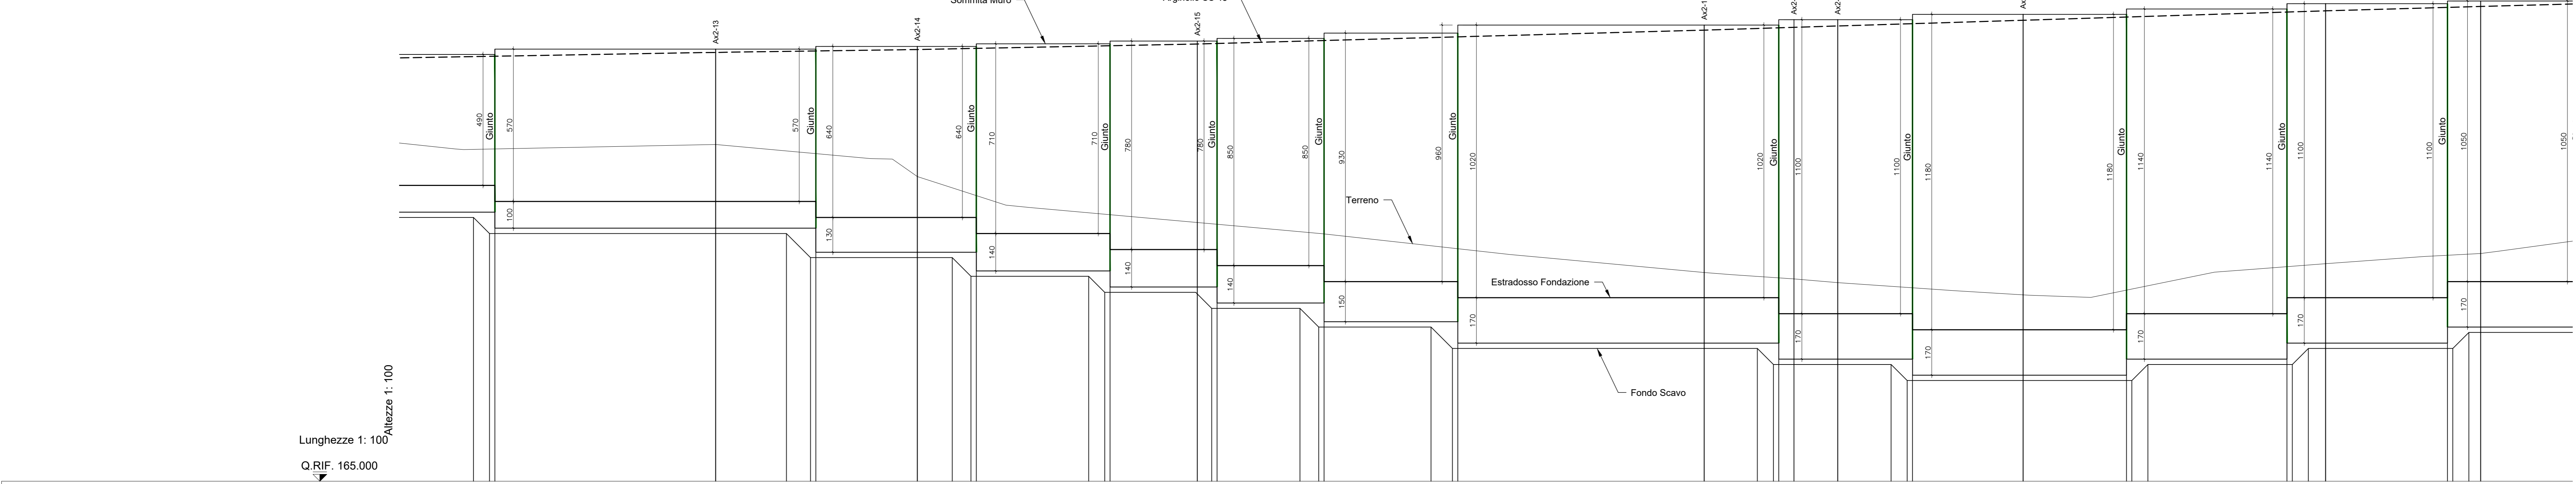 Sommità Muro
Ax2-13
Ax2-14
Ax2-15
490
Giunto
570
100
570
Giunto
640
130
640
Giunto
710
140
710
Giunto
780
140
780
Giunto
850
140
850
Giunto
930
150
960
Giunto
1020
170
1020
Giunto
1100
170
1100
Giunto
1180
170
1180
Giunto
1140
170
1140
Giunto
1100
170
1100
Giunto
1050
170
1050
Terreno
Estradosso Fondazione
Fondo Scavo
Altezze 1: 100
Lunghezze 1: 100
Q.RIF. 165.000